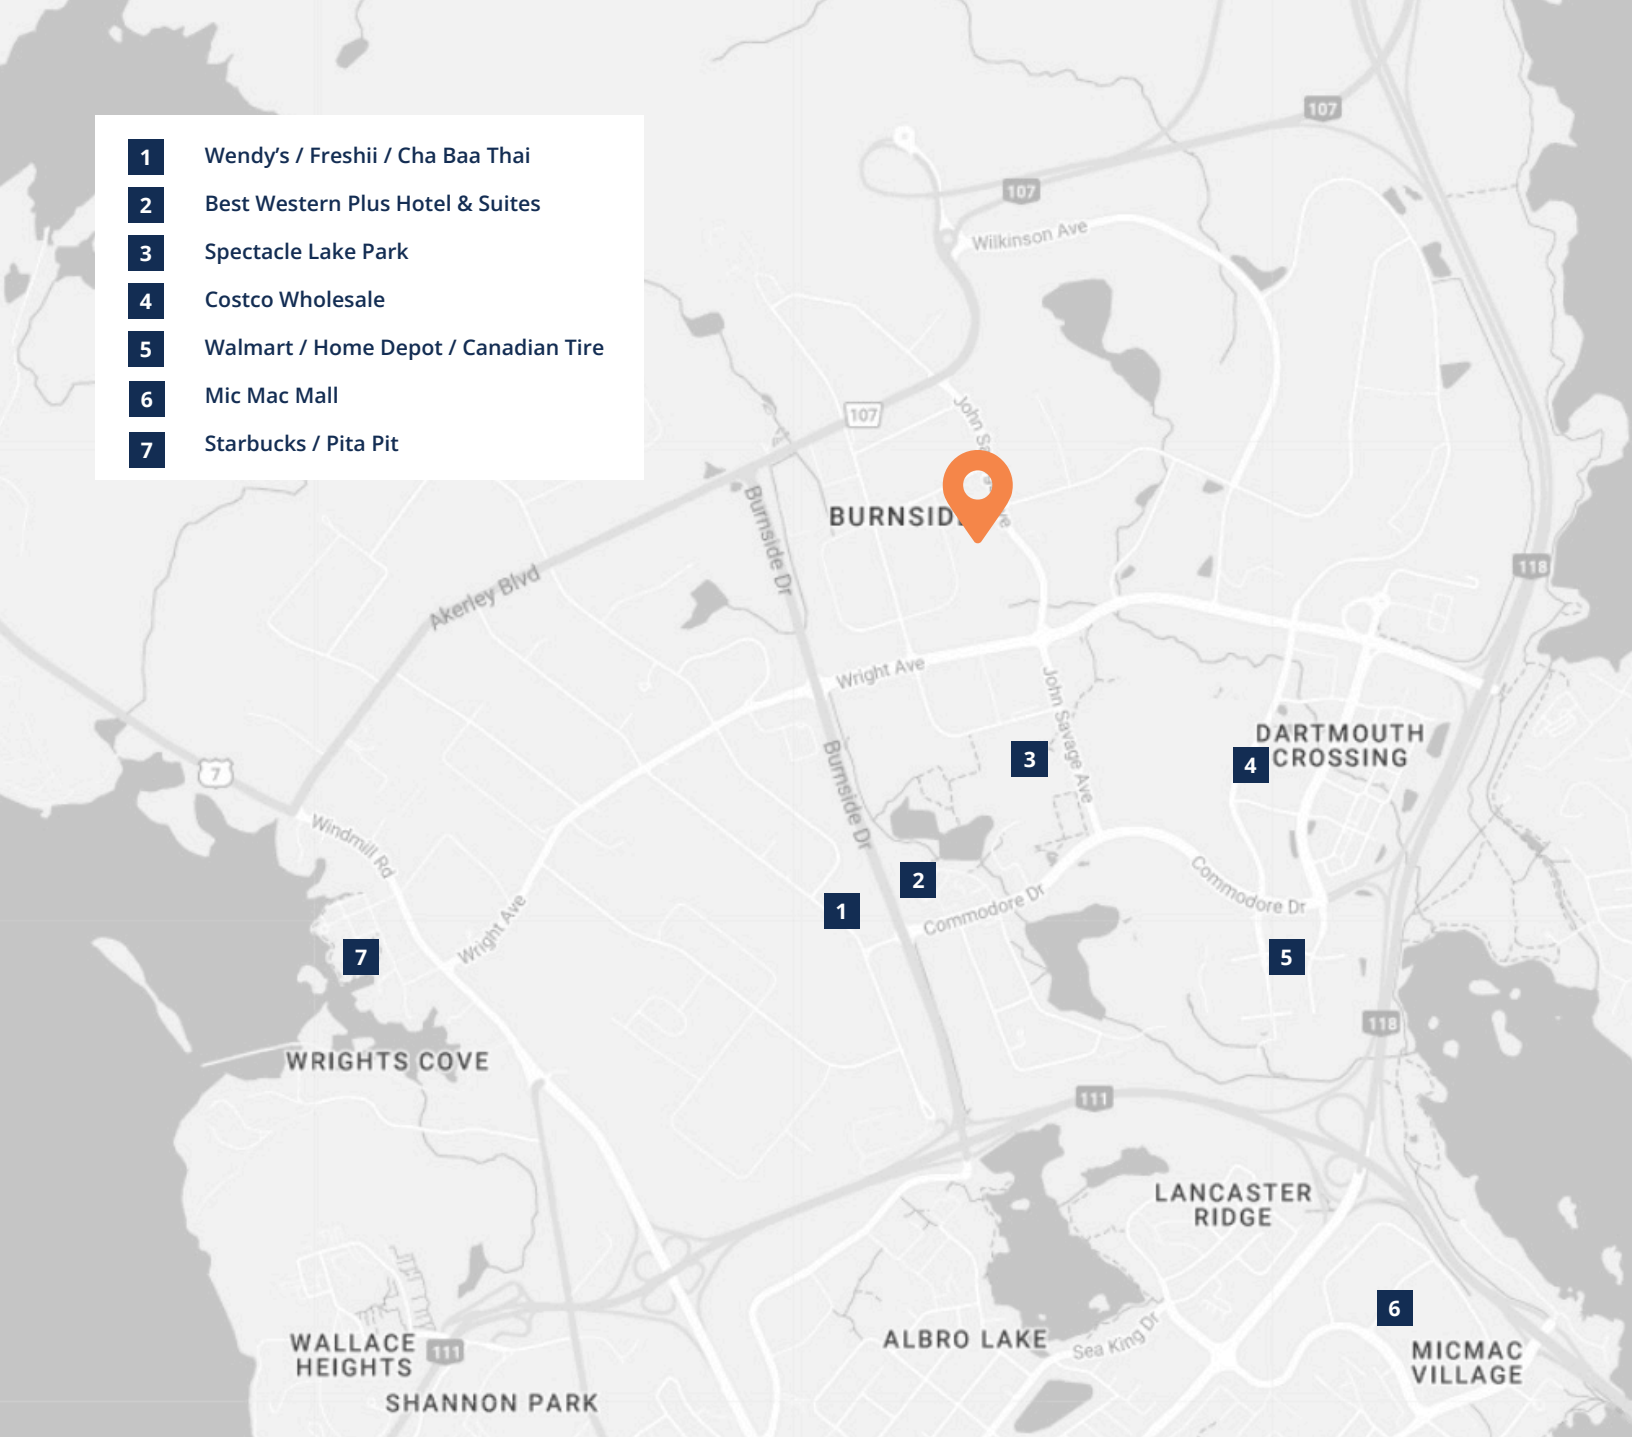 107
107
Wilkinson Ave
1 Wendy’s / Freshii / Cha Baa Thai
2 Best Western Plus Hotel & Suites
3 Spectacle Lake Park
4 Costco Wholesale
5 Walmart / Home Depot / Canadian Tire
6 Mic Mac Mall
7 Starbucks / Pita Pit
107
John Sa
ve
Burnside Dr
BURNSID
118
Akerley Blvd
Wright Ave
John Savage Ave
DARTMOUTH
CROSSING
3
4
7
Burnside Dr
Windmill Rd
2
Commodore Dr
Commodore Dr
1
Wright Ave
7
5
118
WRIGHTS COVE
111
LANCASTER
RIDGE
6
WALLACE
HEIGHTS
111
ALBRO LAKE
Sea King Dr
MICMAC
VILLAGE
SHANNON PARK